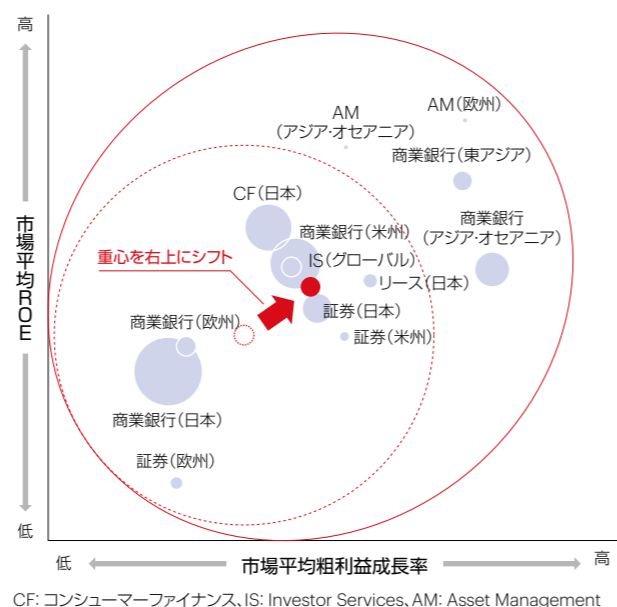 高
市場平均ROE
低
AM
（アジア・オセアニア）
AM（欧州）
商業銀行（東アジア）
CF（日本）
商業銀行（米州）
商業銀行
（アジア・オセアニア）
重心を右上にシフト
IS（グローバル）
リース（日本）
証券（日本）
商業銀行（欧州）
証券（米州）
商業銀行（日本）
証券（欧州）
低
市場平均粗利益成長率
高
CF: コンシューマーファイナンス、IS: Investor Services、AM: Asset Management